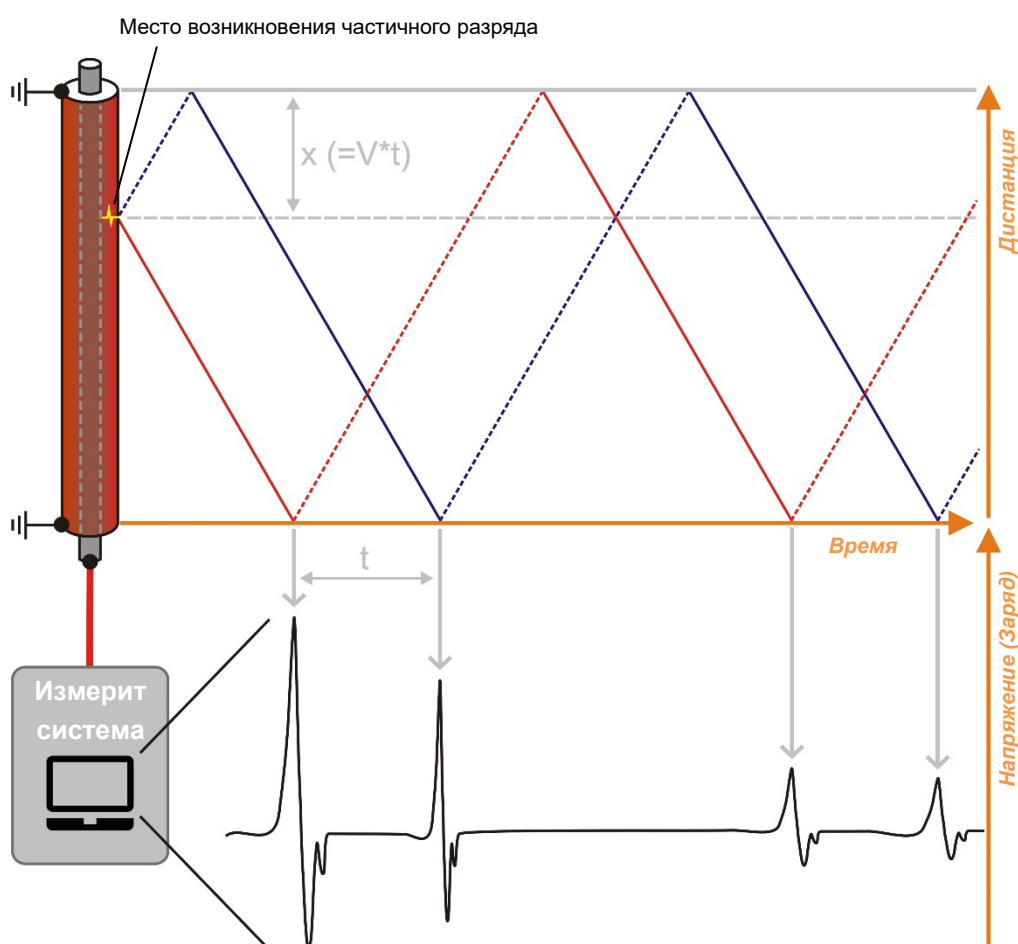 Место возникновения частичного разряда
x (=V*t)
Дистанция
Время
t
Напряжение (Заряд)
Измерит
система